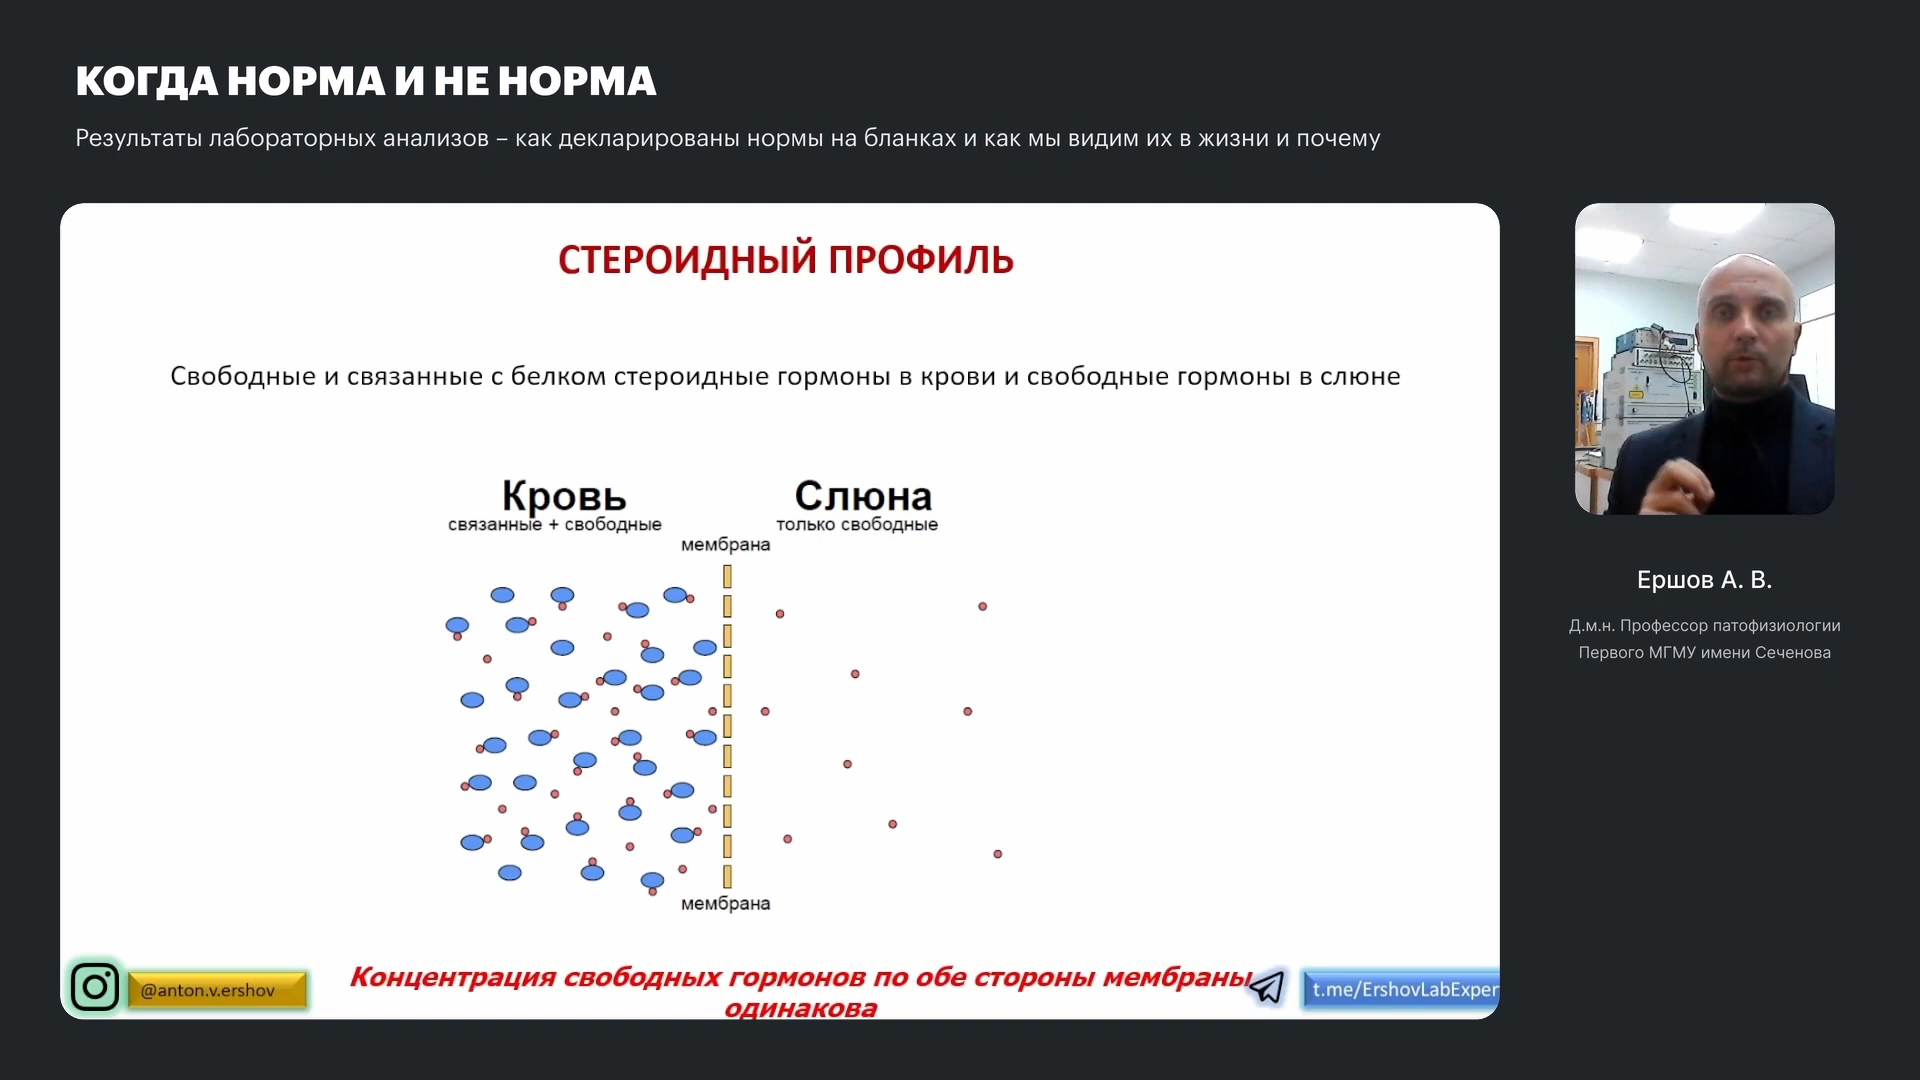 КОГДА НОРМА И НЕ НОРМА
Результаты лабораторных анализов – как декларированы нормы на бланках и как мы видим их в жизни и почему
СТЕРОИДНЫЙ ПРОФИЛЬ
Свободные и связанные с белком стероидные гормоны в крови и свободные гормоны в слюне
Кровь
связанные + свободные
Слюна
только свободные
мембрана
мембрана
@anton.v.ershov
Концентрация свободных гормонов по обе стороны мембраны
одинакова
t.me/ErshovLabExper
Ершов А. В.
Д.м.н. Профессор патофизиологии
Первого МГМУ имени Сеченова